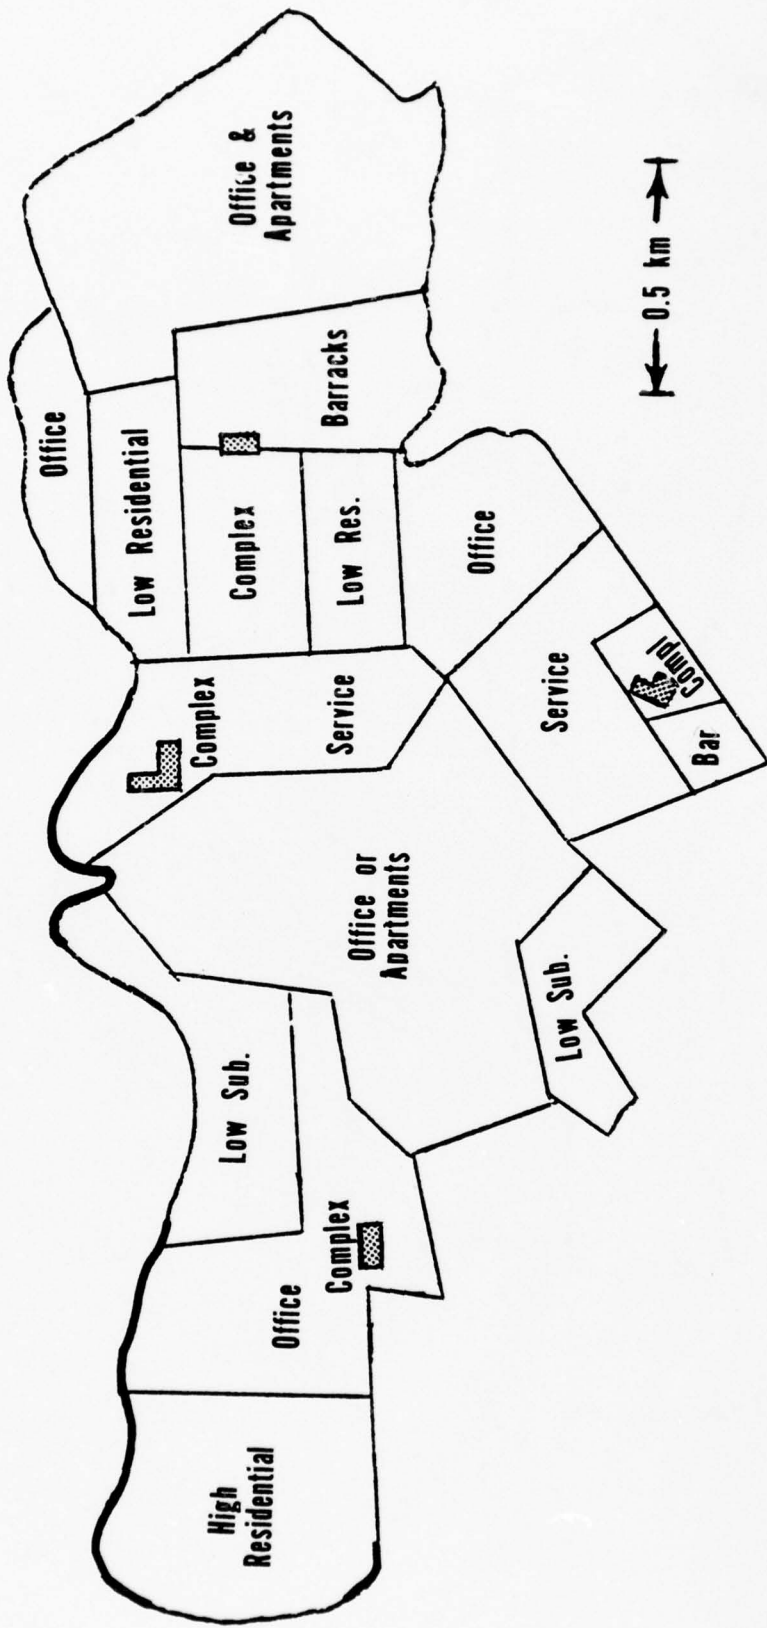 High
Residential
Office
Complex
Low Sub.
Office or
Apartments
Low Sub.
Complex
Service
Office
Low Residential
Complex
Low Res.
Barracks
Office &
Apartments
Office
Service
Compl
Bar
0.5 km